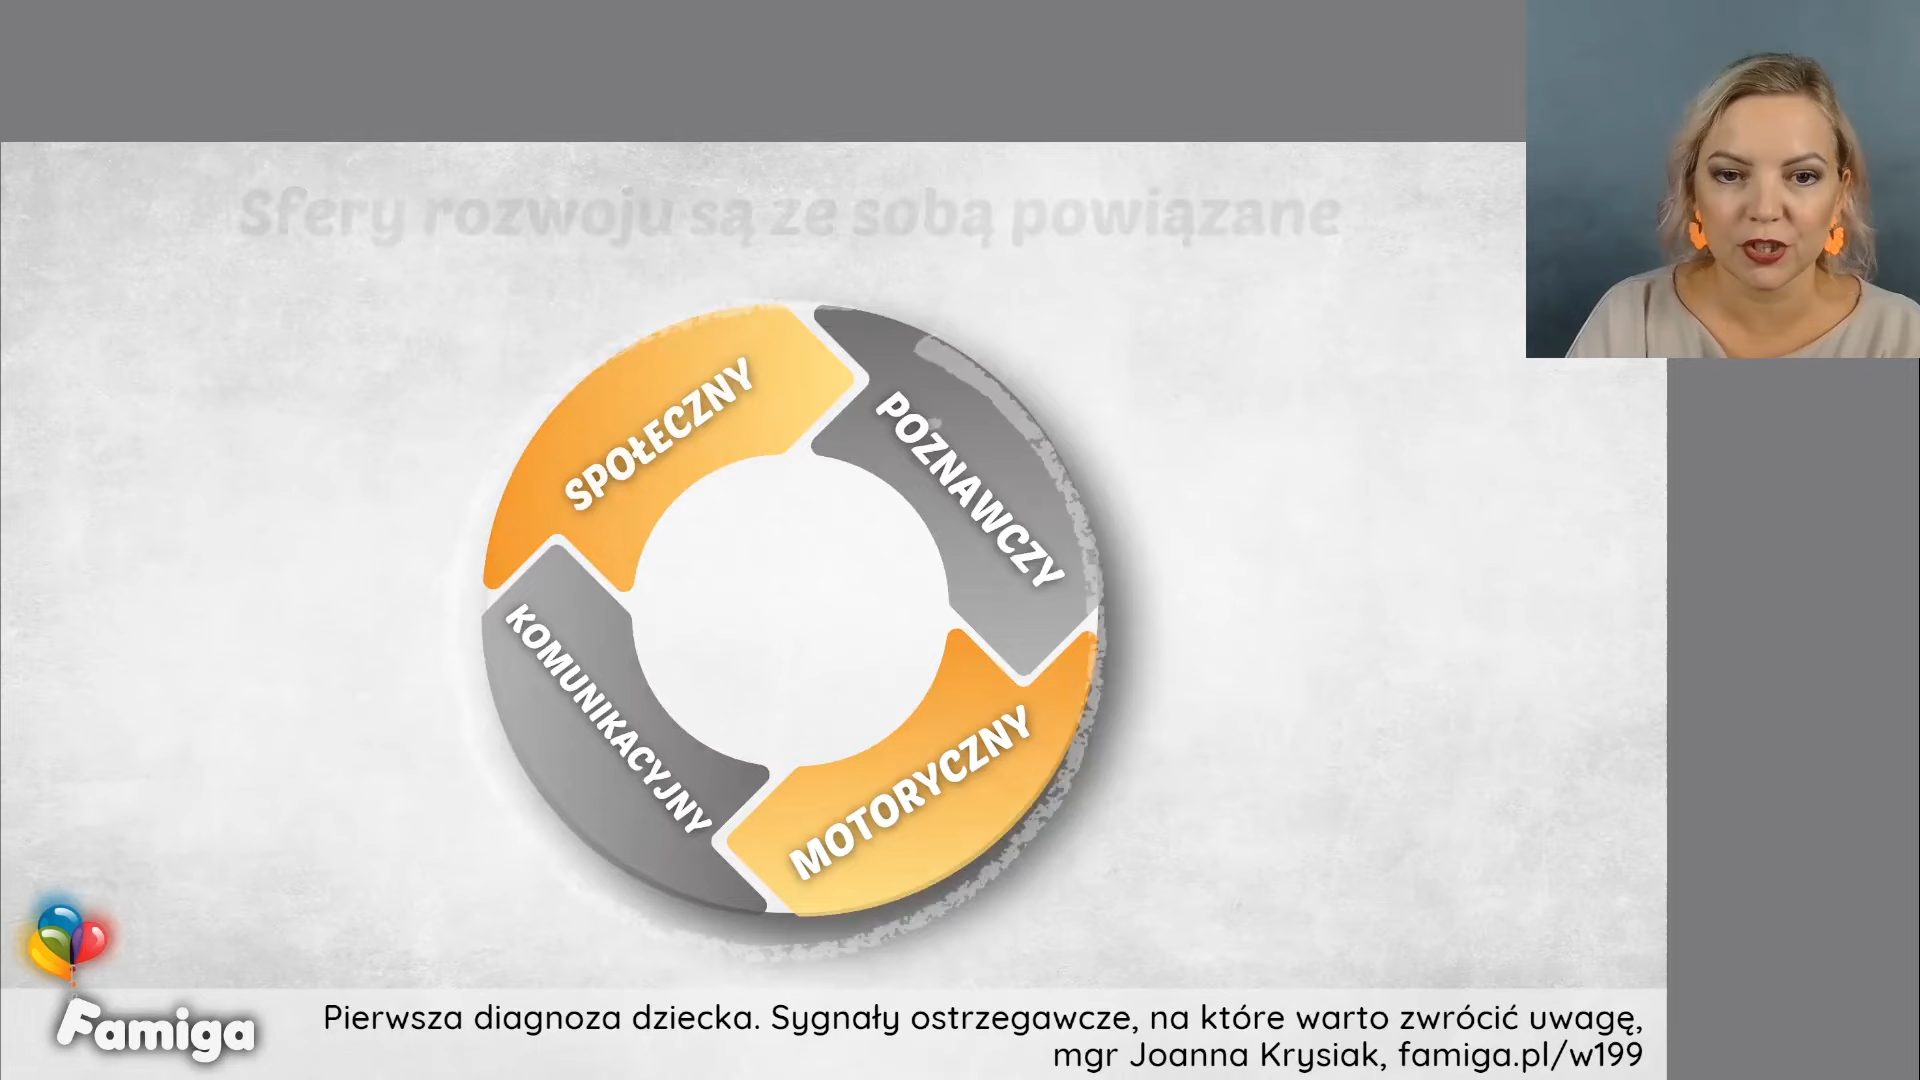 Sfery rozwoju są ze sobą powiązane
SPOŁECZNY
POZNAWCZY
KOMUNIKACYJNY
MOTORYCZNY
Famiga
Pierwsza diagnoza dziecka. Sygnały ostrzegawcze, na które warto zwrócić uwagę,
mgr Joanna Krysiak, famiga.pl/w199